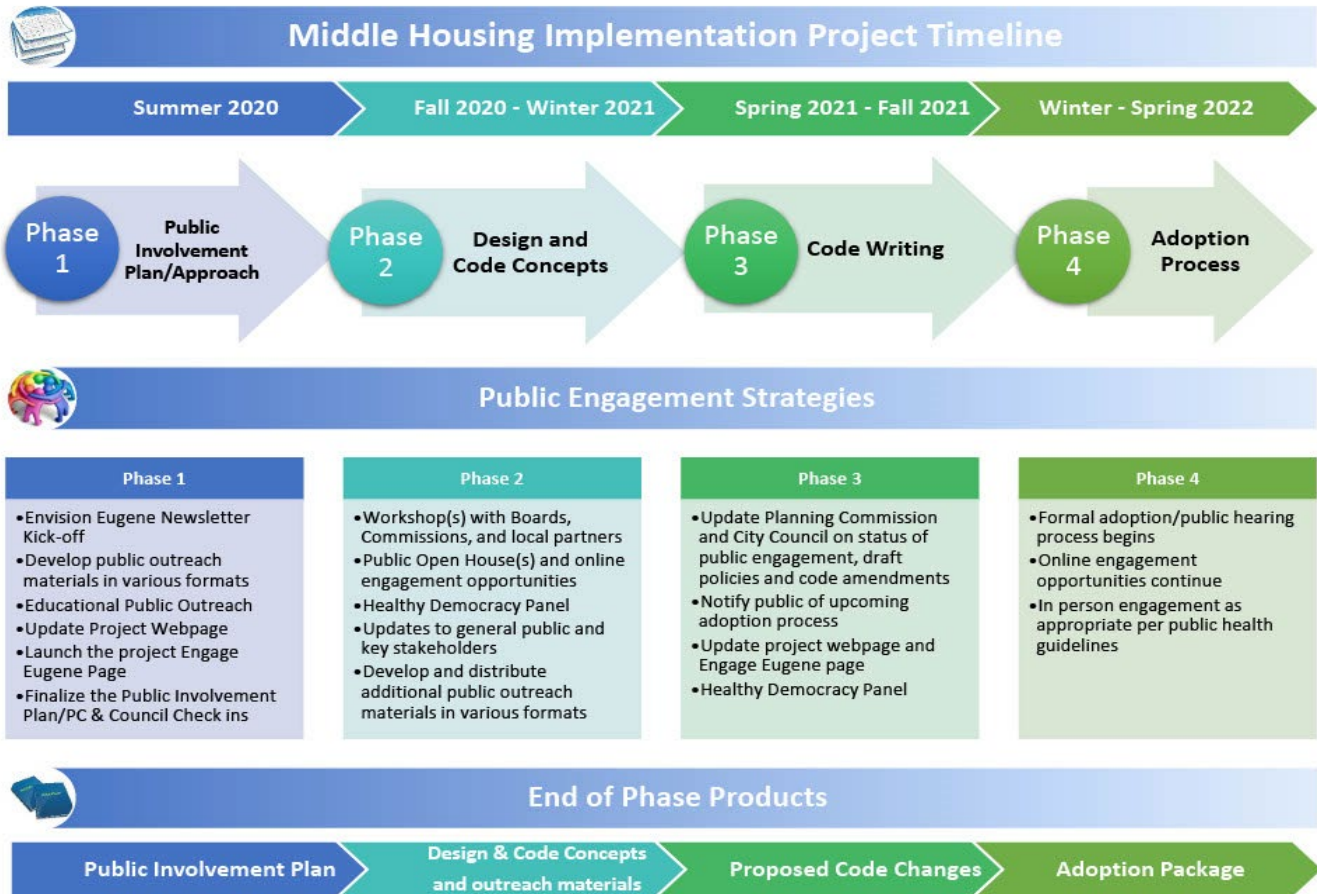 Middle Housing Implementation Project Timeline
Summer 2020
Fall 2020 - Winter 2021
Spring 2021 - Fall 2021
Winter - Spring 2022
Phase
1
Public
Involvement
Plan/Approach
Phase
2
Design and
Code Concepts
Phase
3
Code Writing
Phase
4
Adoption
Process
Public Engagement Strategies
Phase 1
•Envision Eugene Newsletter
Kick-off
•Develop public outreach
materials in various formats
•Educational Public Outreach
•Update Project Webpage
•Launch the project Engage
Eugene Page
•Finalize the Public Involvement
Plan/PC & Council Check ins
Phase 2
•Workshop(s) with Boards,
Commissions, and local partners
•Public Open House(s) and online
engagement opportunities
•Healthy Democracy Panel
•Updates to general public and
key stakeholders
•Develop and distribute
additional public outreach
materials in various formats
Phase 3
•Update Planning Commission
and City Council on status of
public engagement, draft
policies and code amendments
•Notify public of upcoming
adoption process
•Update project webpage and
Engage Eugene page
•Healthy Democracy Panel
Phase 4
•Formal adoption/public hearing
process begins
•Online engagement
opportunities continue
•In person engagement as
appropriate per public health
guidelines
End of Phase Products
Public Involvement Plan
Design & Code Concepts
and outreach materials
Proposed Code Changes
Adoption Package